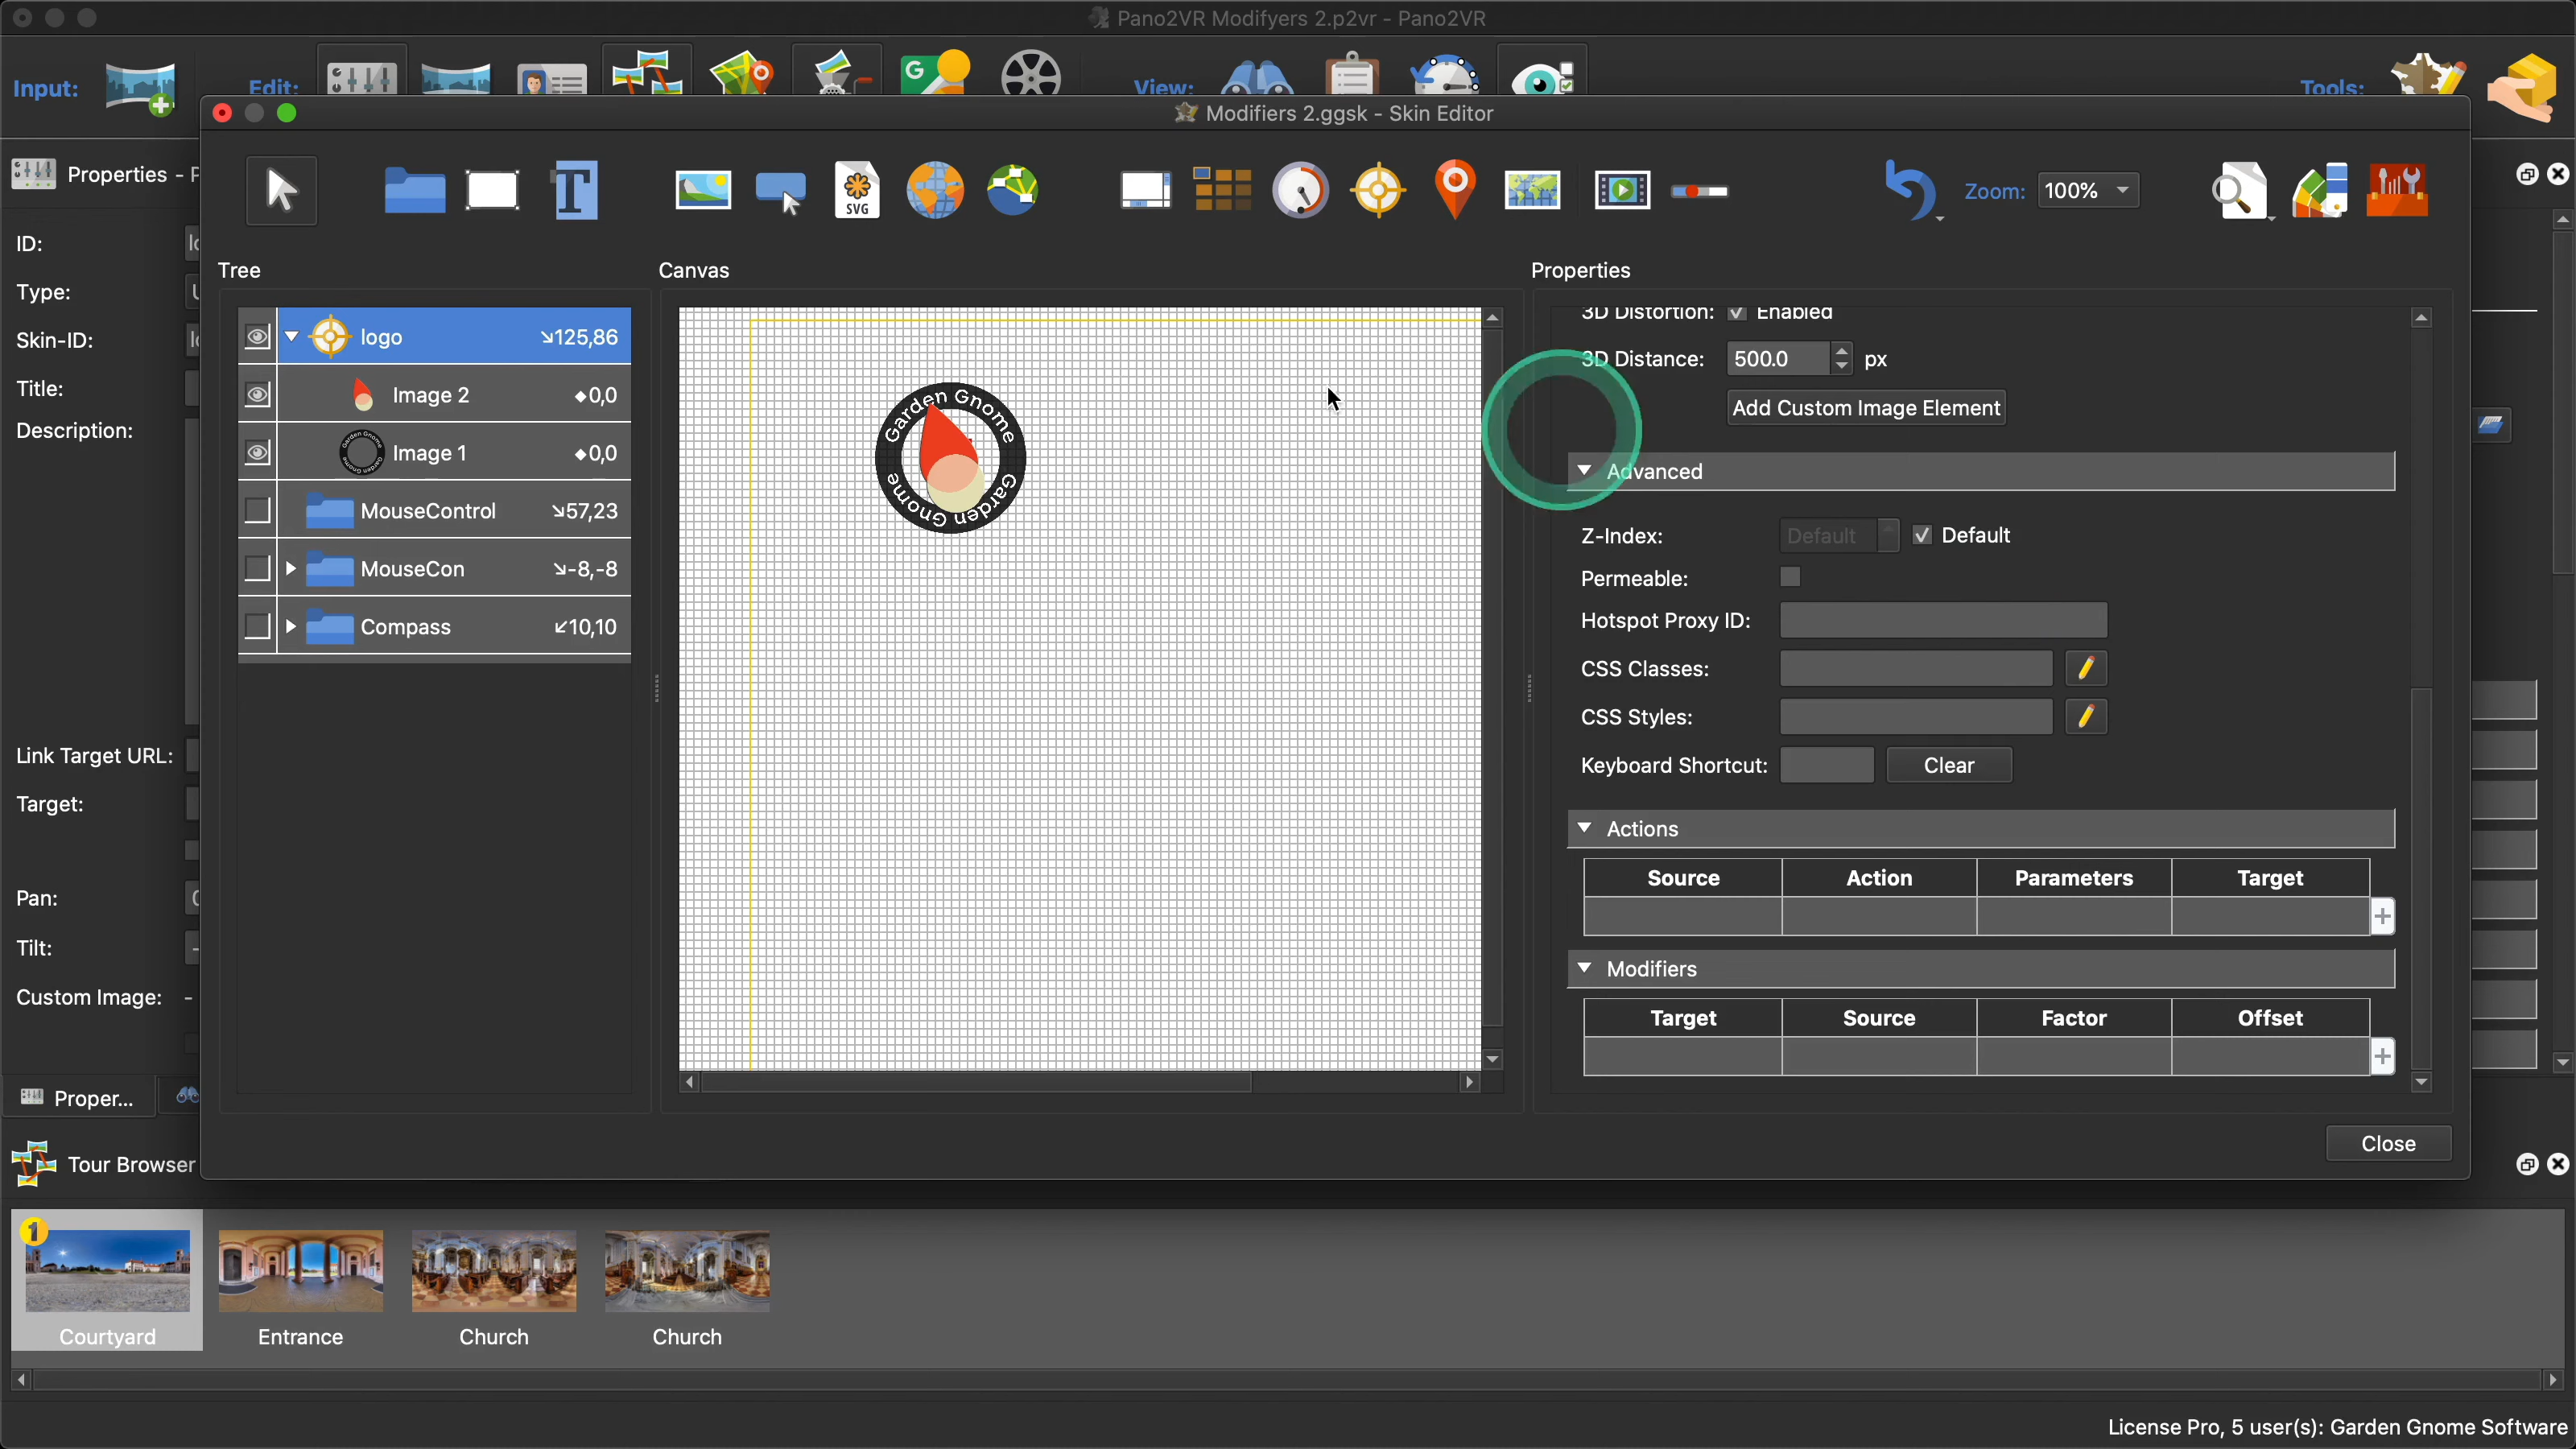 Pano2VR Modifyers 2.p2vr - Pano2VR
Input:
Edit:
View:
Tools:
Modifiers 2.ggsk - Skin Editor
Properties - P
SVG
Zoom: 100%
ID:
Type:
Skin-ID:
Title:
Description:
Link Target URL:
Target:
Pan:
Tilt:
Custom Image: -
Proper...
Tree
logo 125,86
Image 2 0,0
Image 1 0,0
MouseControl 57,23
MouseCon -8,-8
Compass 10,10
Canvas
Garden Gnome
Garden Gnome
Properties
3D Distortion: Enabled
3D Distance: 500.0 px
Add Custom Image Element
Advanced
Z-Index: Default Default
Permeable:
Hotspot Proxy ID:
CSS Classes:
CSS Styles:
Keyboard Shortcut: Clear
Actions
Source Action Parameters Target
Modifiers
Target Source Factor Offset
Close
Tour Browser
1
Courtyard Entrance Church Church
License Pro, 5 user(s): Garden Gnome Software